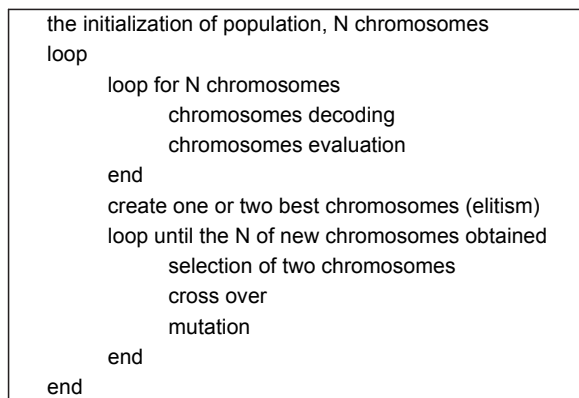 the initialization of population, N chromosomes
loop
loop for N chromosomes
chromosomes decoding
chromosomes evaluation
end
create one or two best chromosomes (elitism)
loop until the N of new chromosomes obtained
selection of two chromosomes
cross over
mutation
end
end